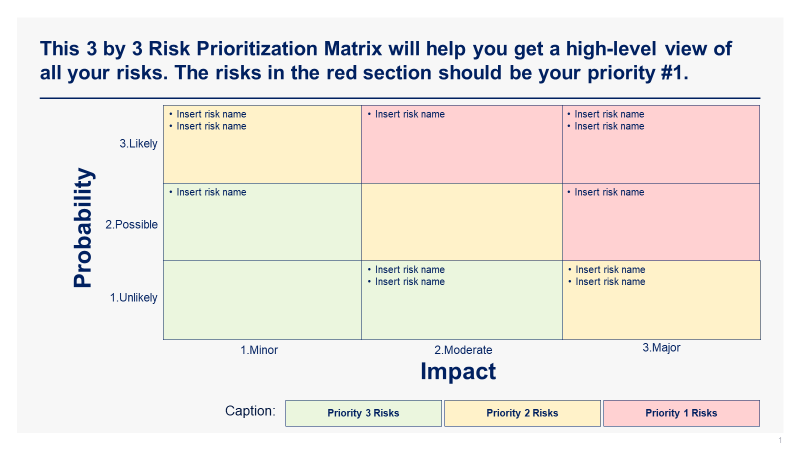 This 3 by 3 Risk Prioritization Matrix will help you get a high-level view of
all your risks. The risks in the red section should be your priority #1.
Probability
3.Likely
• Insert risk name
• Insert risk name
• Insert risk name
• Insert risk name
• Insert risk name
2.Possible
• Insert risk name
• Insert risk name
1.Unlikely
• Insert risk name
• Insert risk name
• Insert risk name
• Insert risk name
1.Minor
2.Moderate
3.Major
Impact
Caption:
Priority 3 Risks
Priority 2 Risks
Priority 1 Risks
1